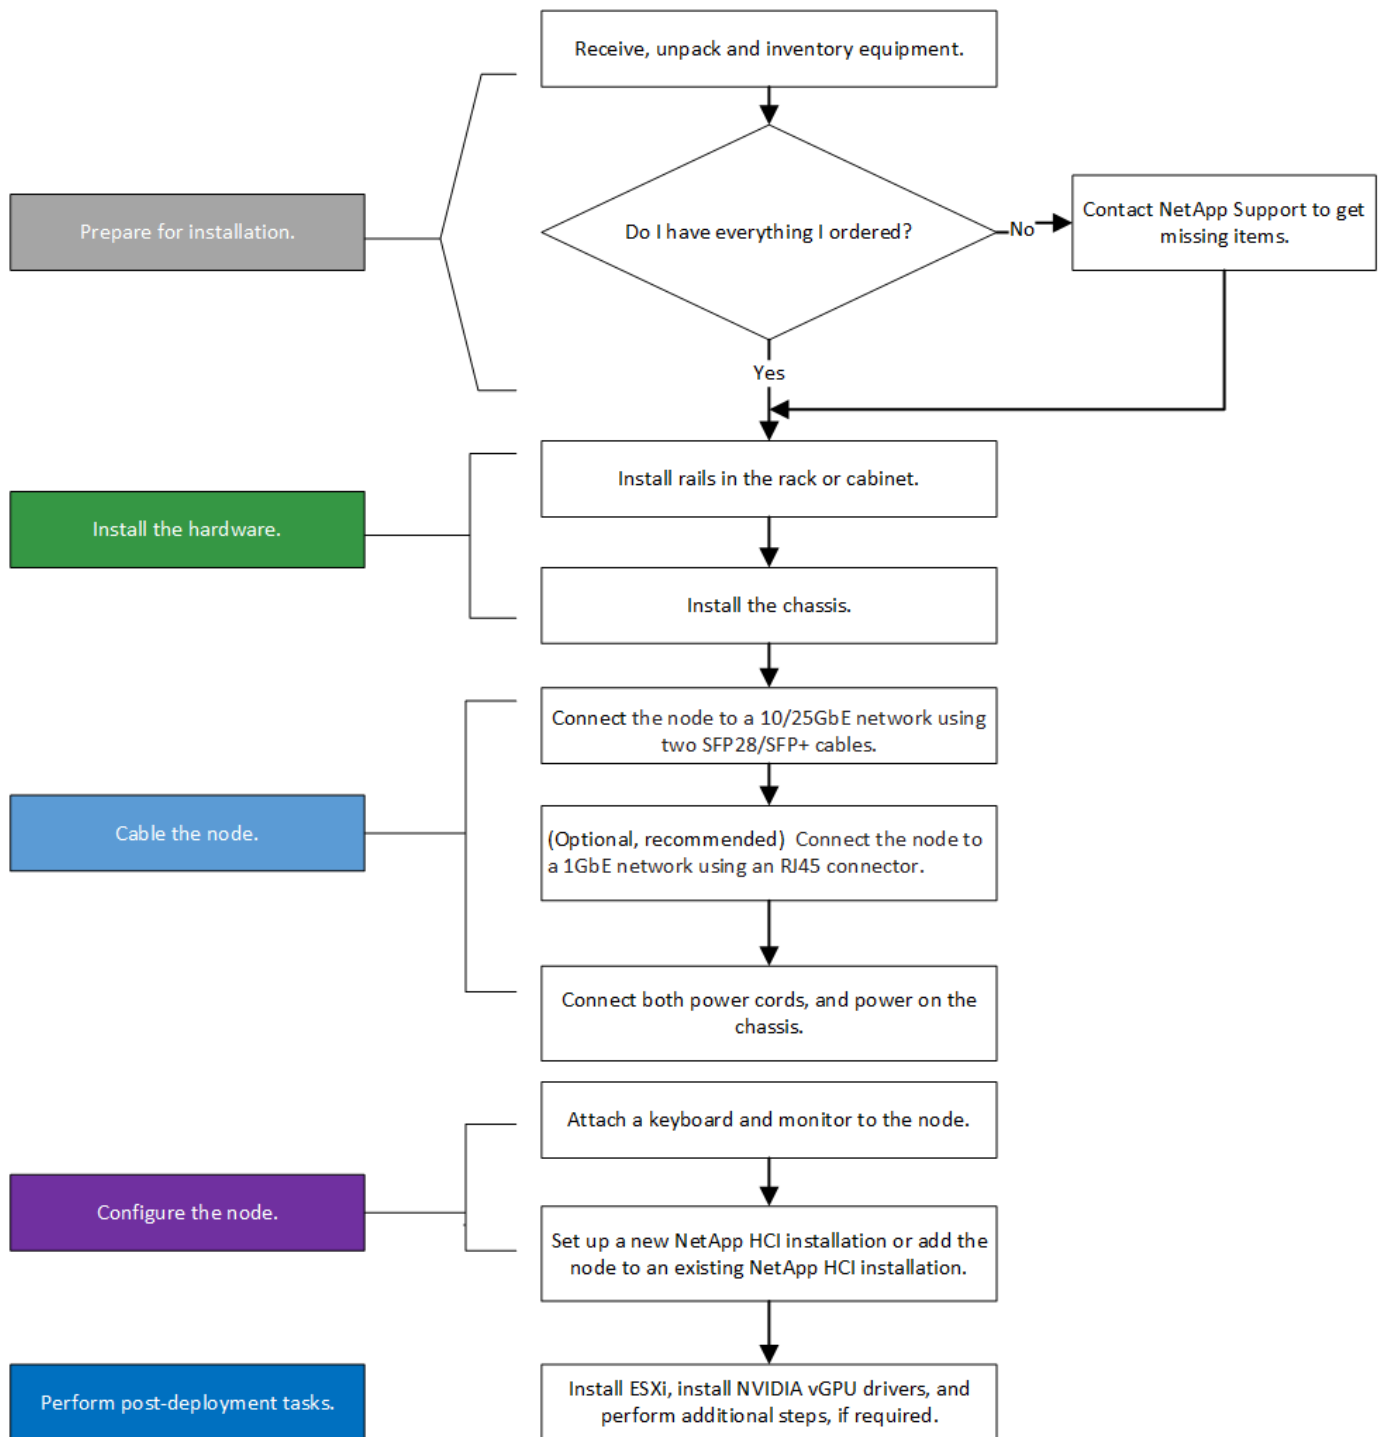 Receive, unpack and inventory equipment.
Prepare for installation.
Do I have everything I ordered?
No
Contact NetApp Support to get
missing items.
Yes
Install the hardware.
Install rails in the rack or cabinet.
Install the chassis.
Cable the node.
Connect the node to a 10/25GbE network using
two SFP28/SFP+ cables.
(Optional, recommended) Connect the node to
a 1GbE network using an RJ45 connector.
Connect both power cords, and power on the
chassis.
Configure the node.
Attach a keyboard and monitor to the node.
Set up a new NetApp HCI installation or add the
node to an existing NetApp HCI installation.
Perform post-deployment tasks.
Install ESXi, install NVIDIA vGPU drivers, and
perform additional steps, if required.